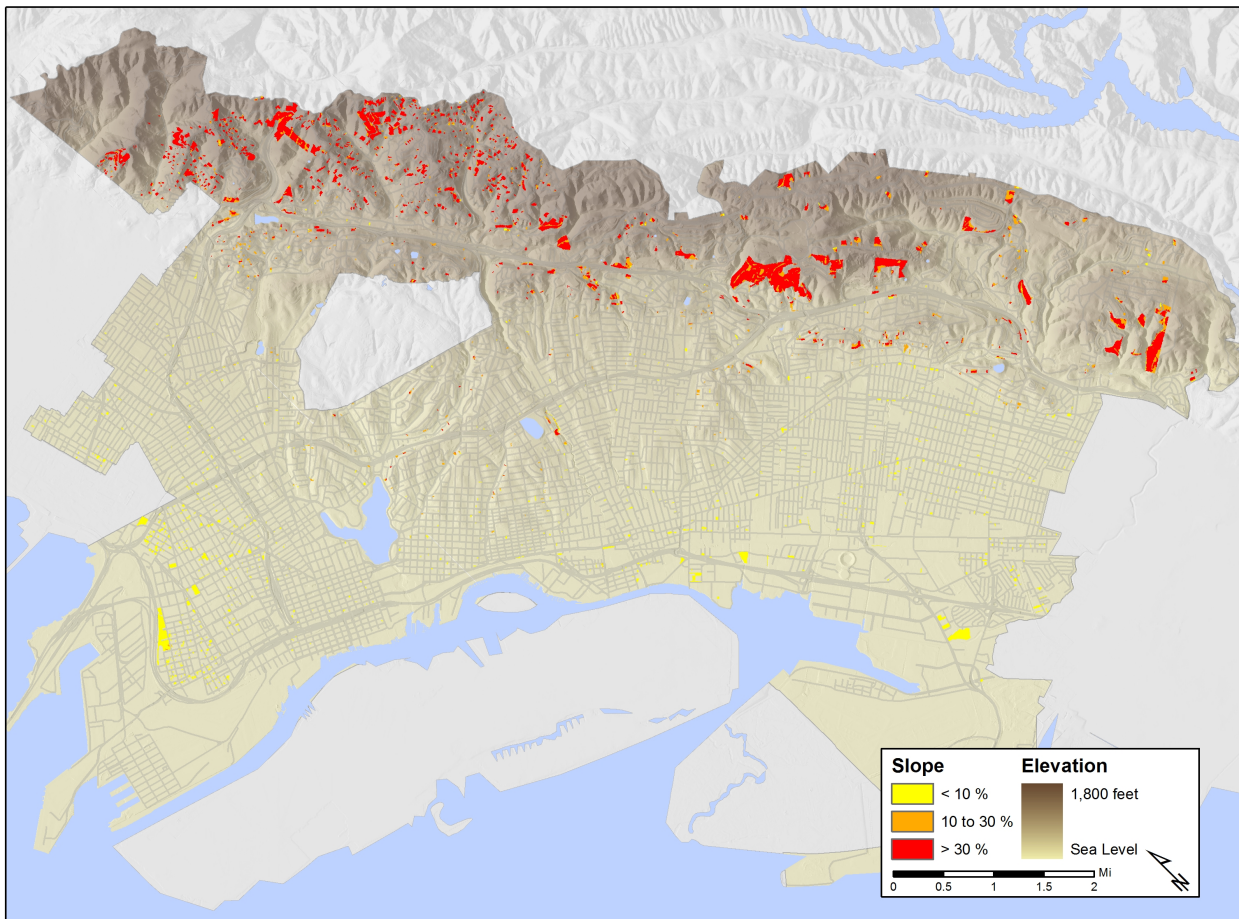 Slope
< 10 %
10 to 30 %
> 30 %
Elevation
1,800 feet
Sea Level
Mi
0 0.5 1 1.5 2
N